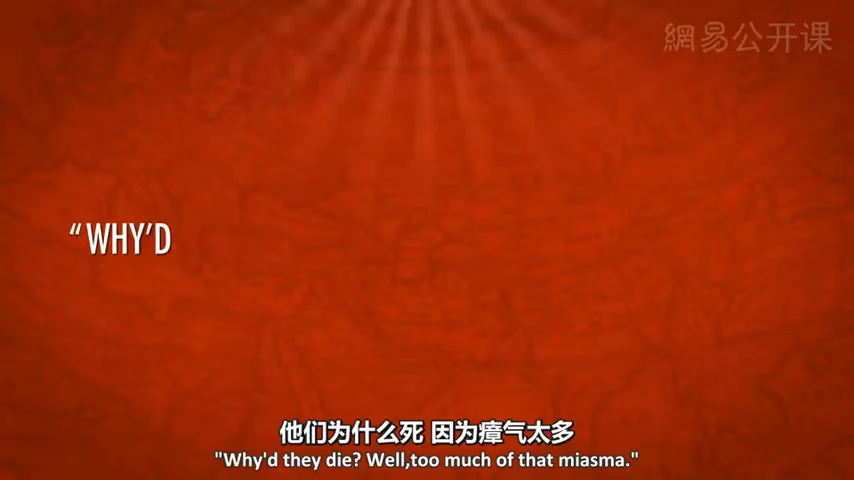 網易公开课
“WHY’D
他们为什么死 因为瘴气太多
"Why'd they die? Well,too much of that miasma."